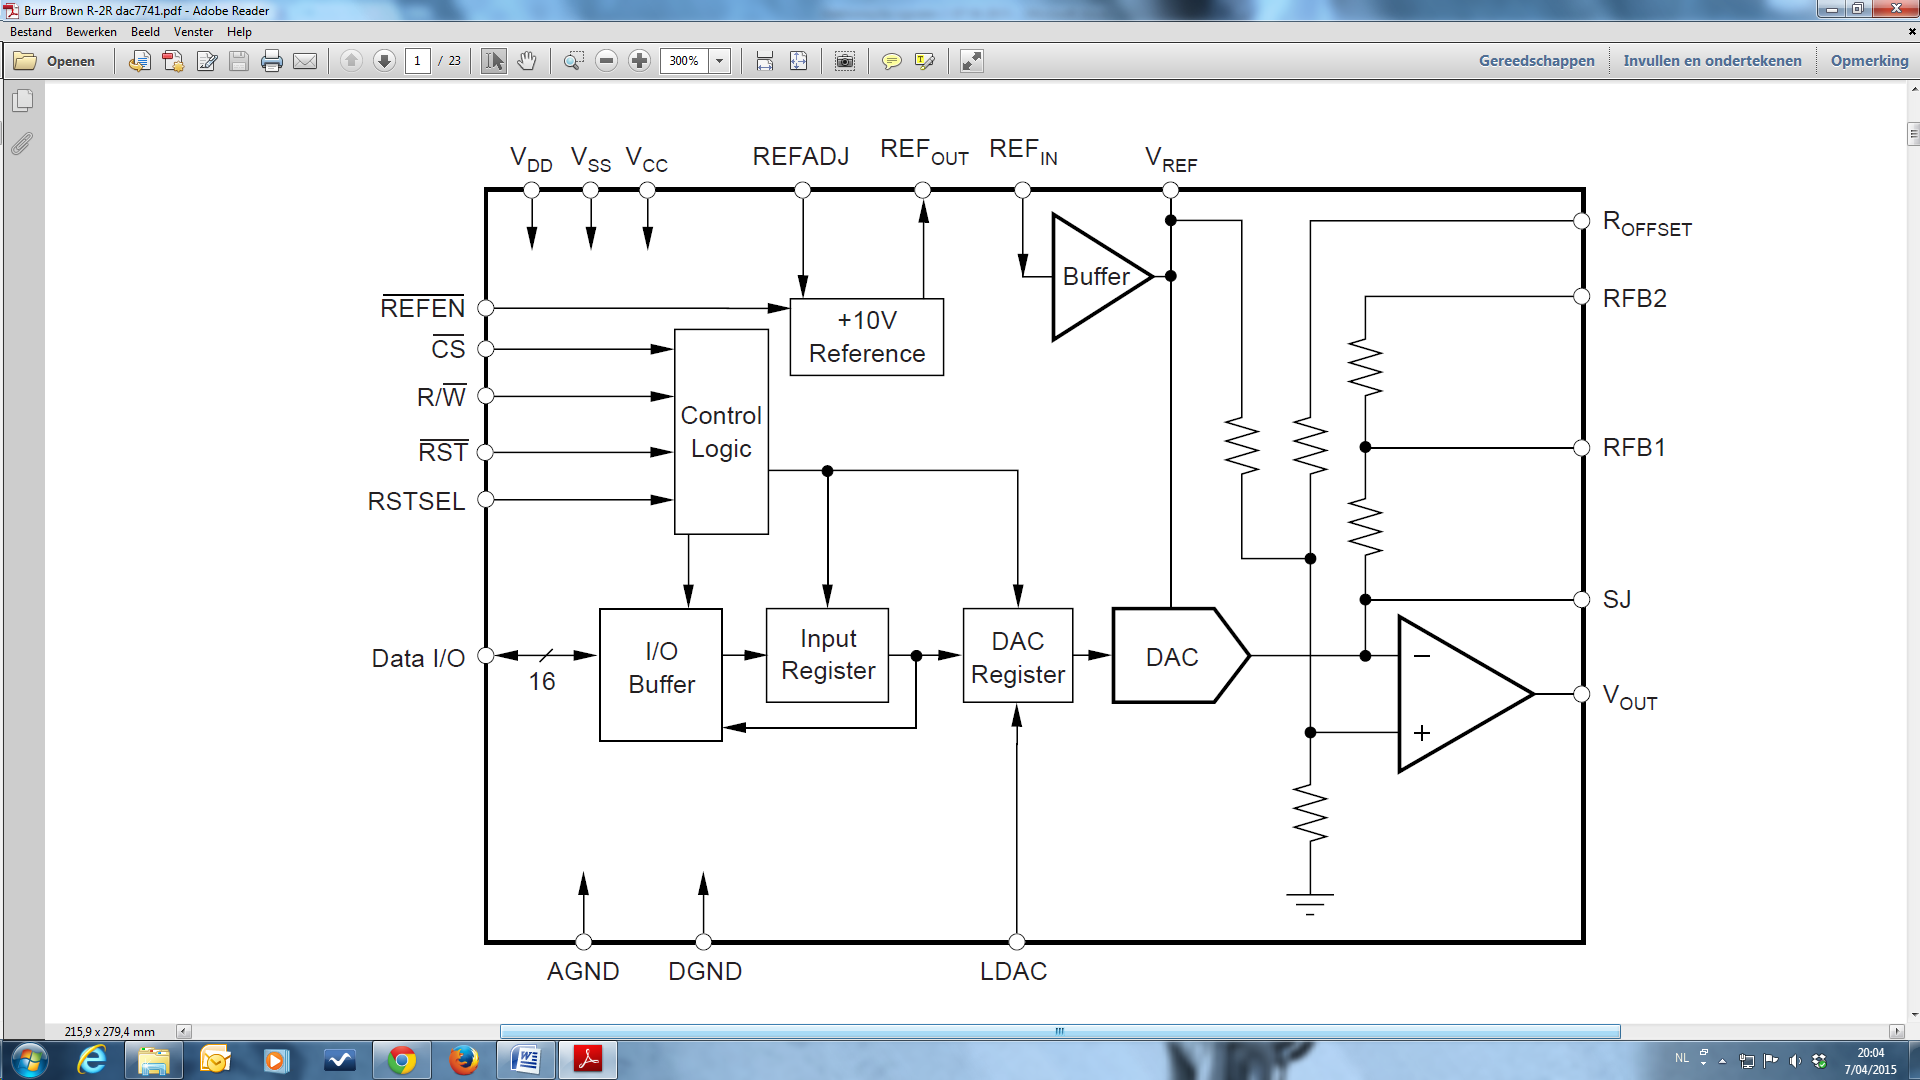 Burr Brown R-2R dac7741.pdf - Adobe Reader
Bestand Bewerken Beeld Venster Help
Openen 1 / 23 300% Gereedschappen Invullen en ondertekenen Opmerking
VDD VSS VCC REFADJ REFOUT REFIN VREF
ROFFSET
Buffer
RFB2
REFEN
+10V
Reference
CS
R/W
Control
Logic
RFB1
RST
RSTSEL
SJ
Data I/O
16
I/O
Buffer
Input
Register
DAC
Register
DAC
−
+
VOUT
AGND DGND LDAC
215,9 x 279,4 mm
NL
20:04
7/04/2015